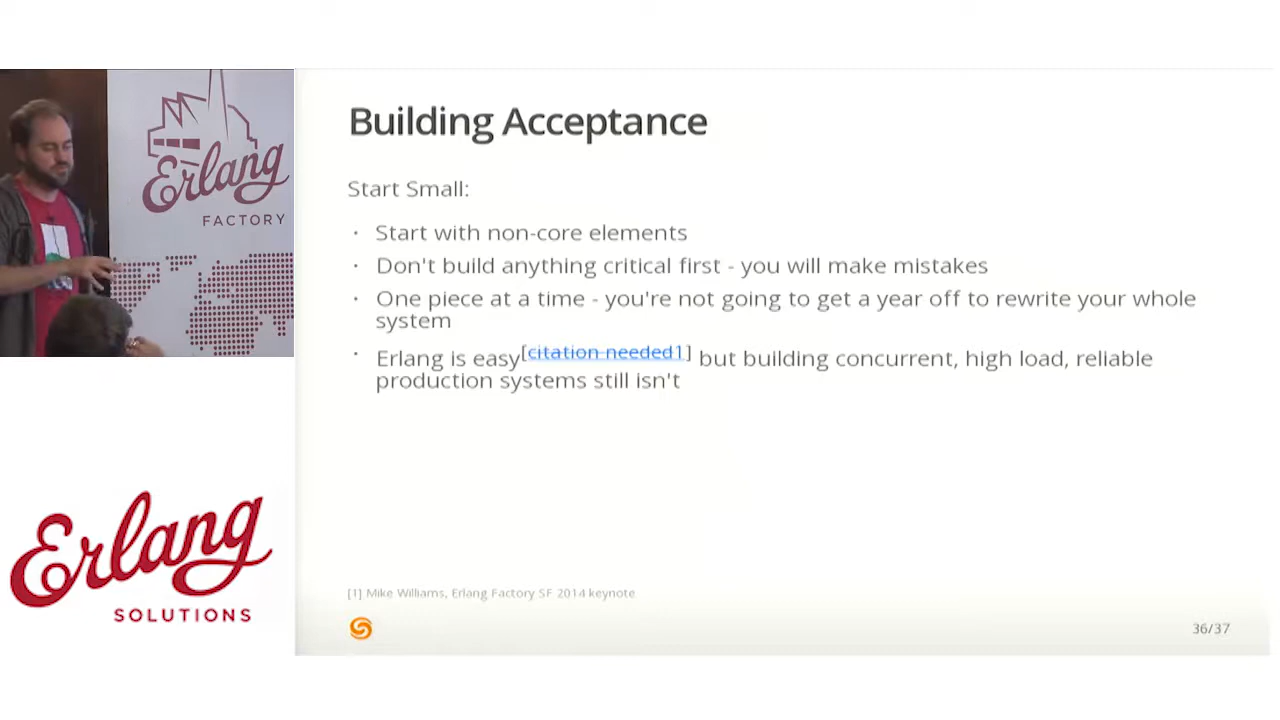 Erlang
FACTORY
Erlang
SOLUTIONS
Building Acceptance
Start Small:
· Start with non-core elements
· Don't build anything critical first - you will make mistakes
· One piece at a time - you're not going to get a year off to rewrite your whole
system
· Erlang is easy[citation needed1] but building concurrent, high load, reliable
production systems still isn't
[1] Mike Williams, Erlang Factory SF 2014 keynote
36/37